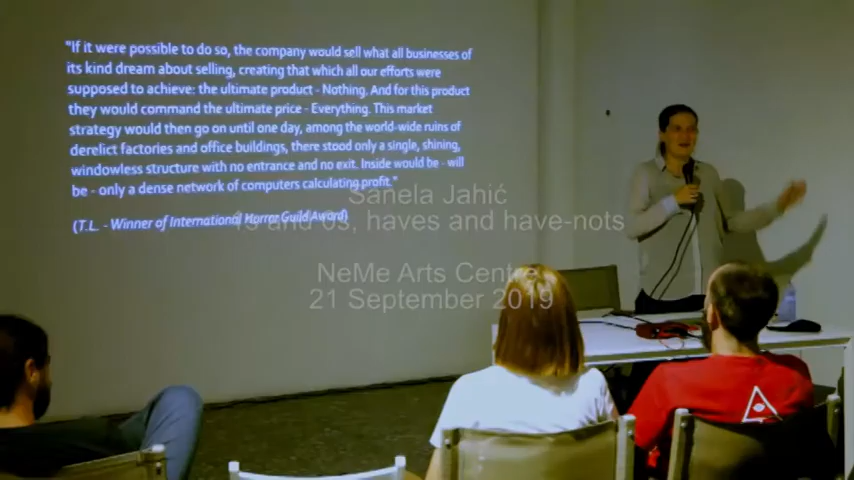 "If it were possible to do so, the company would sell what all businesses of
its kind dream about selling, creating that which all our efforts were
supposed to achieve: the ultimate product - Nothing. And for this product
they would command the ultimate price - Everything. This market
strategy would then go on until one day, among the world-wide ruins of
derelict factories and office buildings, there stood only a single, shining,
windowless structure with no entrance and no exit. Inside would be - will
be - only a dense network of computers calculating profit."
(T.L. - Winner of International Horror Guild Award)
Sanela Jahić
1s and 0s, haves and have-nots
NeMe Arts Centre
21 September 2019